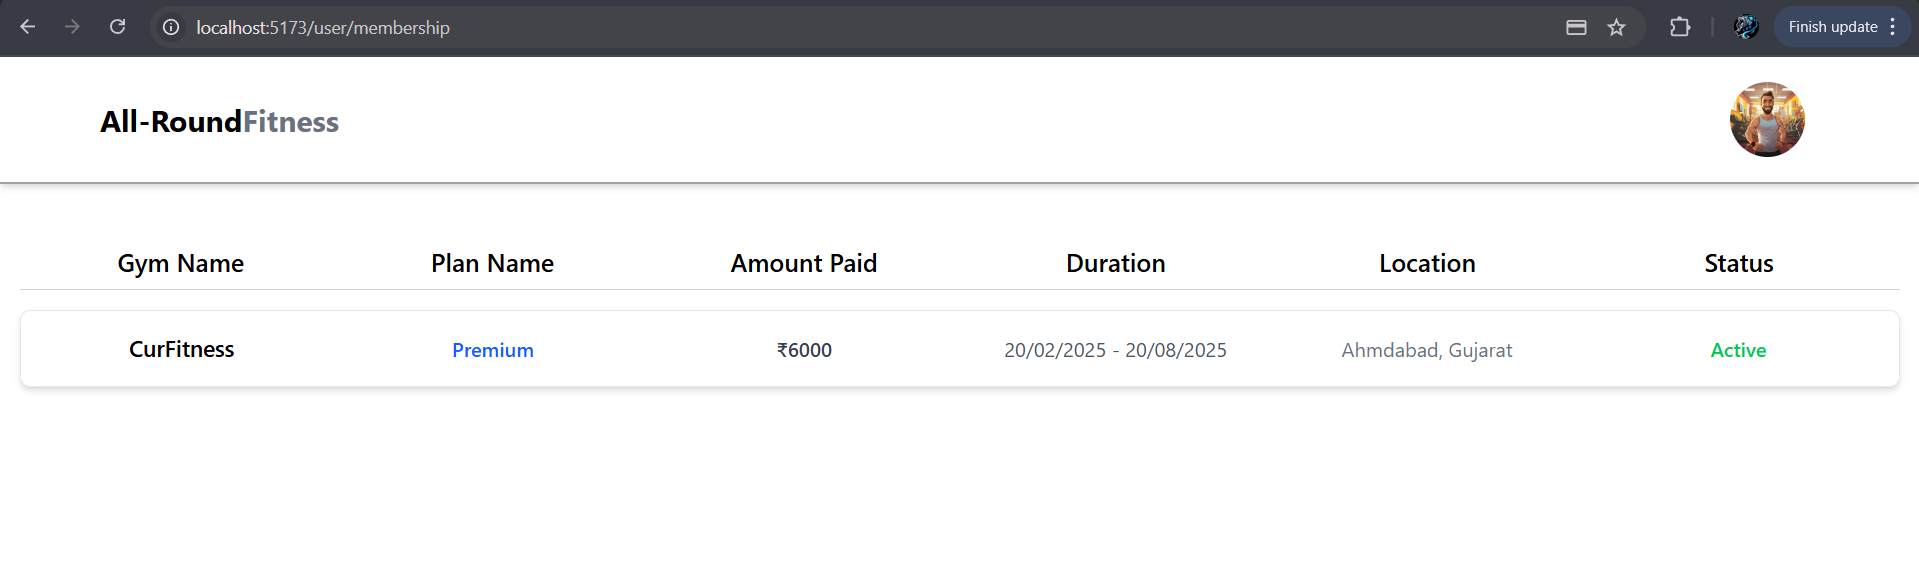 localhost:5173/user/membership
Finish update
All-RoundFitness
Gym Name Plan Name Amount Paid Duration Location Status
CurFitness Premium ₹6000 20/02/2025 - 20/08/2025 Ahmdabad, Gujarat Active